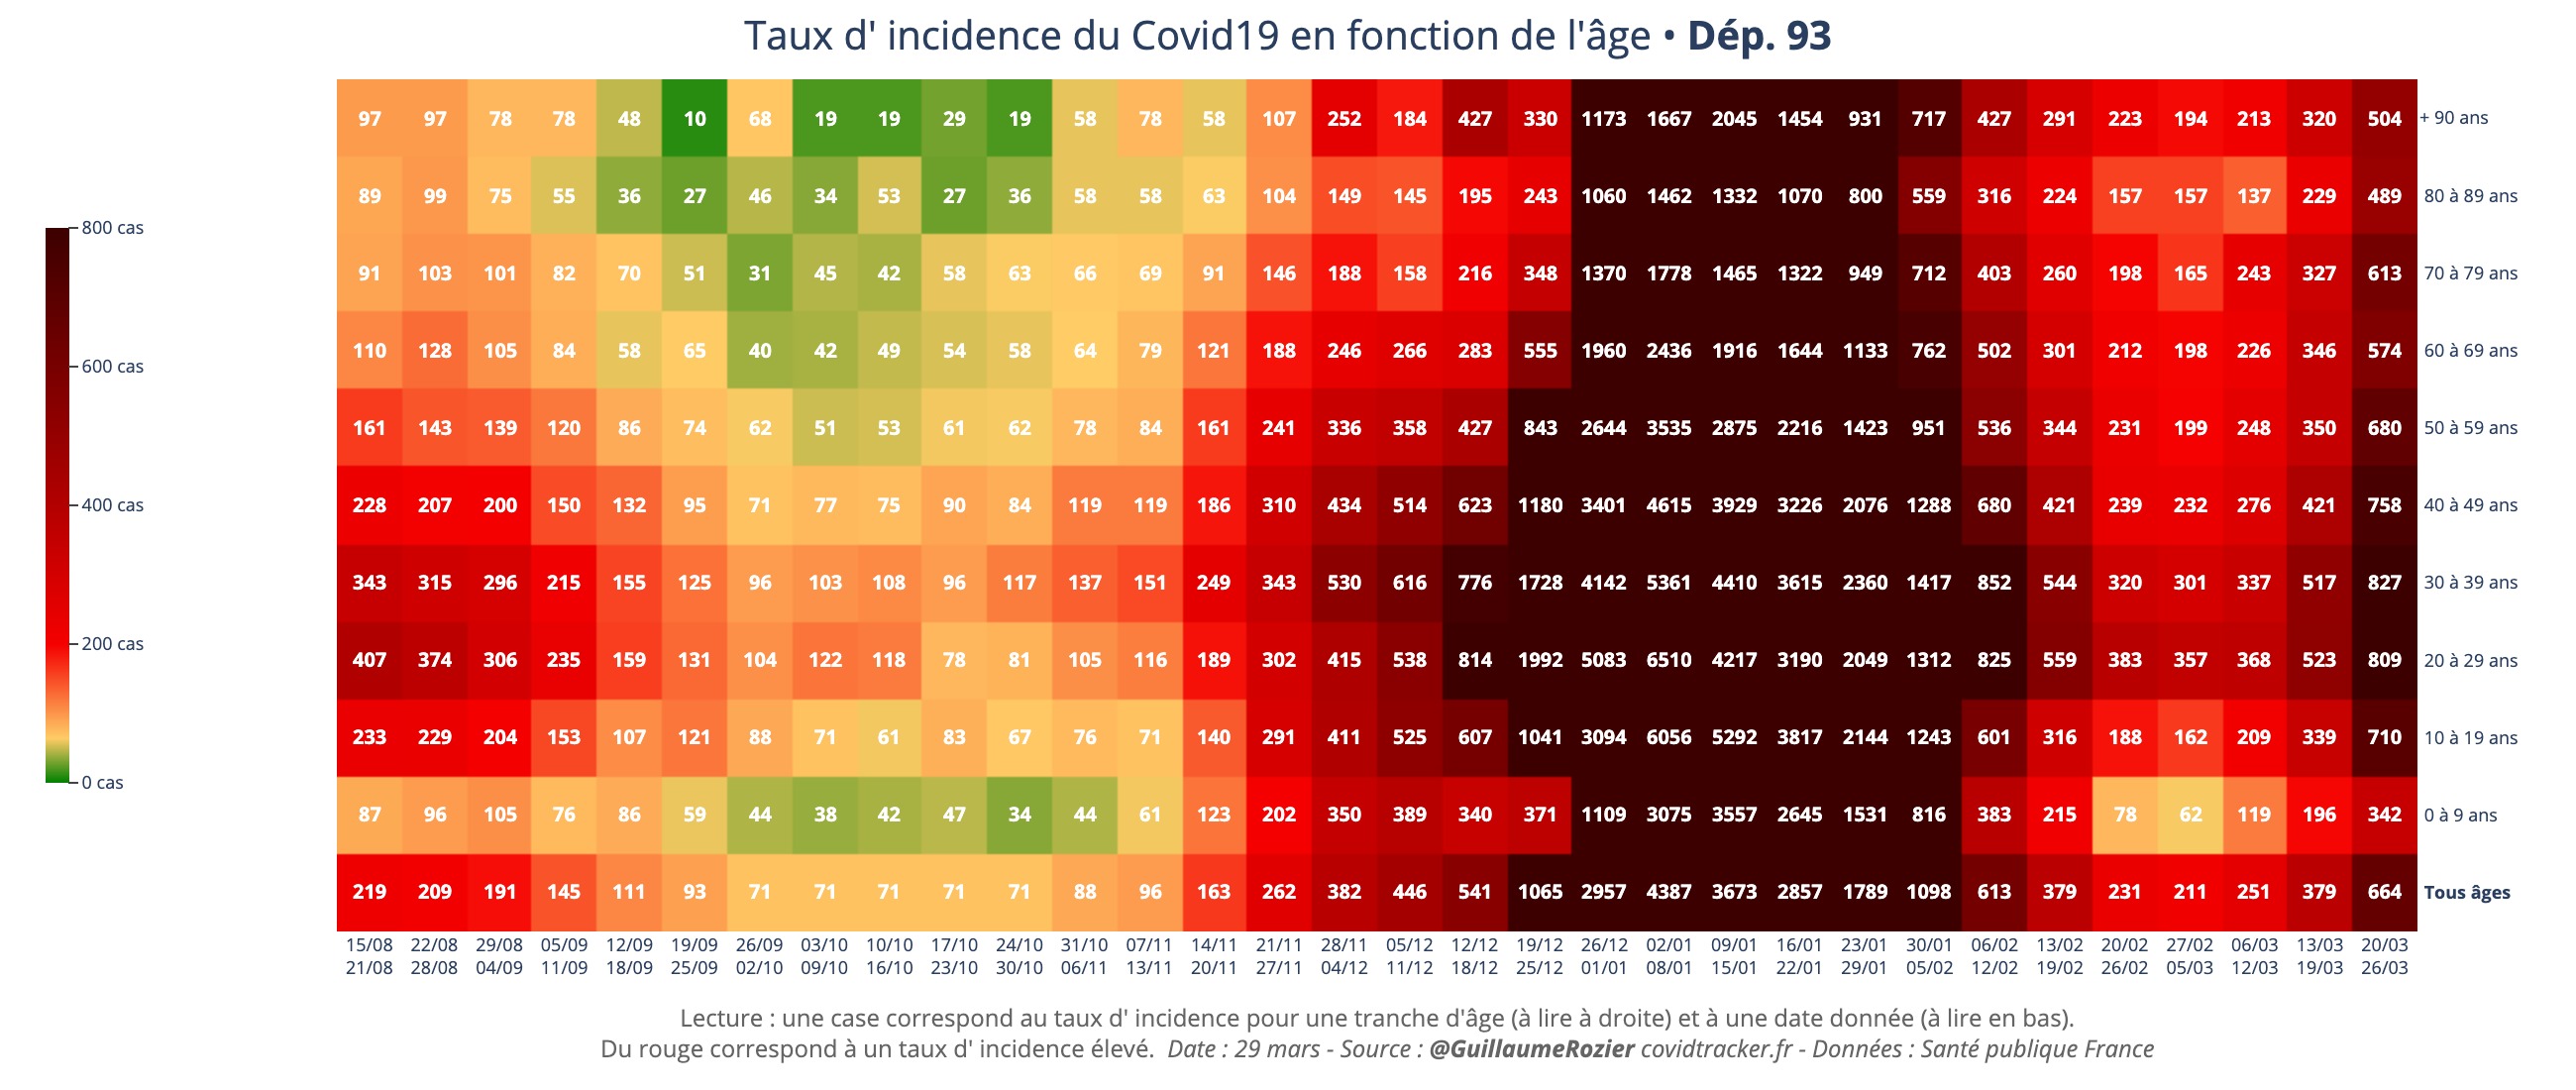 Taux d' incidence du Covid19 en fonction de l'âge • Dép. 93
97 97 78 78 48 10 68 19 19 29 19 58 78 58 107 252 184 427 330 1173 1667 2045 1454 931 717 427 291 223 194 213 320 504 + 90 ans
89 99 75 55 36 27 46 34 53 27 36 58 58 63 104 149 145 195 243 1060 1462 1332 1070 800 559 316 224 157 157 137 229 489 80 à 89 ans
800 cas
91 103 101 82 70 51 31 45 42 58 63 66 69 91 146 188 158 216 348 1370 1778 1465 1322 949 712 403 260 198 165 243 327 613 70 à 79 ans
110 128 105 84 58 65 40 42 49 54 58 64 79 121 188 246 266 283 555 1960 2436 1916 1644 1133 762 502 301 212 198 226 346 574 60 à 69 ans
600 cas
161 143 139 120 86 74 62 51 53 61 62 78 84 161 241 336 358 427 843 2644 3535 2875 2216 1423 951 536 344 231 199 248 350 680 50 à 59 ans
400 cas
228 207 200 150 132 95 71 77 75 90 84 119 119 186 310 434 514 623 1180 3401 4615 3929 3226 2076 1288 680 421 239 232 276 421 758 40 à 49 ans
343 315 296 215 155 125 96 103 108 96 117 137 151 249 343 530 616 776 1728 4142 5361 4410 3615 2360 1417 852 544 320 301 337 517 827 30 à 39 ans
200 cas
407 374 306 235 159 131 104 122 118 78 81 105 116 189 302 415 538 814 1992 5083 6510 4217 3190 2049 1312 825 559 383 357 368 523 809 20 à 29 ans
233 229 204 153 107 121 88 71 61 83 67 76 71 140 291 411 525 607 1041 3094 6056 5292 3817 2144 1243 601 316 188 162 209 339 710 10 à 19 ans
0 cas
87 96 105 76 86 59 44 38 42 47 34 44 61 123 202 350 389 340 371 1109 3075 3557 2645 1531 816 383 215 78 62 119 196 342 0 à 9 ans
219 209 191 145 111 93 71 71 71 71 71 88 96 163 262 382 446 541 1065 2957 4387 3673 2857 1789 1098 613 379 231 211 251 379 664 Tous âges
15/08 22/08 29/08 05/09 12/09 19/09 26/09 03/10 10/10 17/10 24/10 31/10 07/11 14/11 21/11 28/11 05/12 12/12 19/12 26/12 02/01 09/01 16/01 23/01 30/01 06/02 13/02 20/02 27/02 06/03 13/03 20/03
21/08 28/08 04/09 11/09 18/09 25/09 02/10 09/10 16/10 23/10 30/10 06/11 13/11 20/11 27/11 04/12 11/12 18/12 25/12 01/01 08/01 15/01 22/01 29/01 05/02 12/02 19/02 26/02 05/03 12/03 19/03 26/03
Lecture : une case correspond au taux d' incidence pour une tranche d'âge (à lire à droite) et à une date donnée (à lire en bas).
Du rouge correspond à un taux d' incidence élevé. Date : 29 mars - Source : @GuillaumeRozier covidtracker.fr - Données : Santé publique France